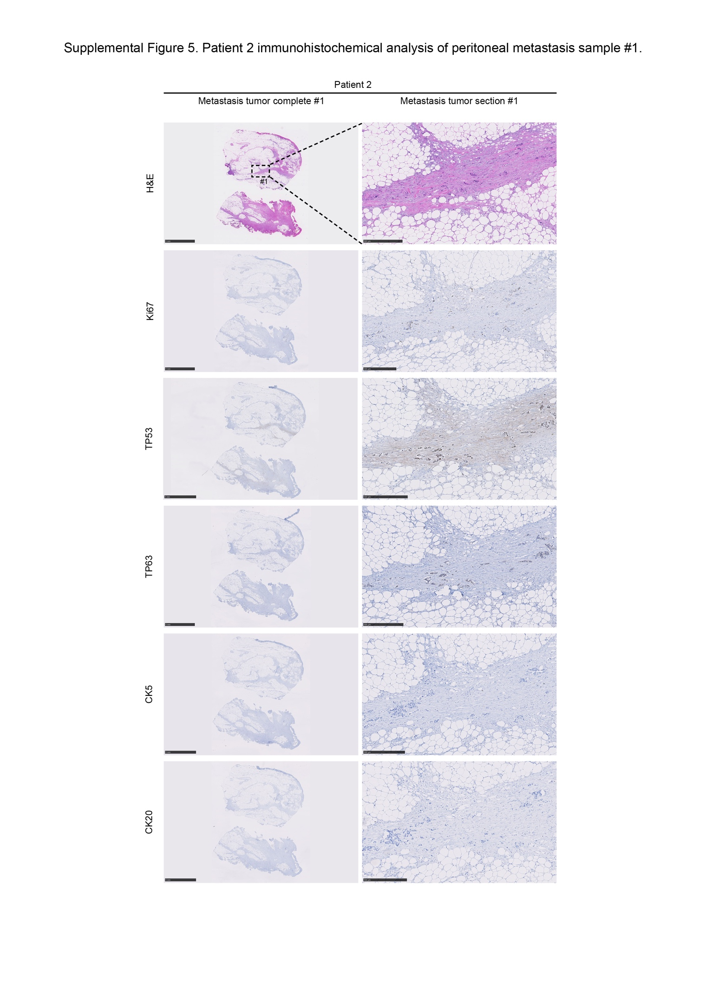 Supplemental Figure 5. Patient 2 immunohistochemical analysis of peritoneal metastasis sample #1.
Patient 2
Metastasis tumor complete #1
Metastasis tumor section #1
H&E
#1
Ki67
TP53
TP63
CK5
CK20